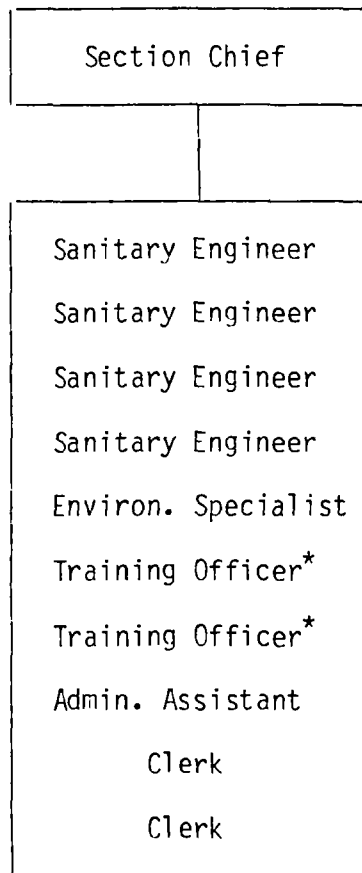 Section Chief
Sanitary Engineer
Sanitary Engineer
Sanitary Engineer
Sanitary Engineer
Environ. Specialist
Training Officer*
Training Officer*
Admin. Assistant
Clerk
Clerk